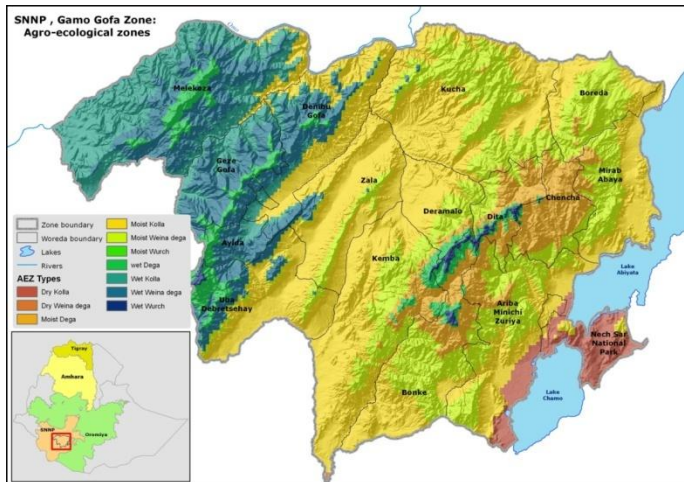 SNNP , Gamo Gofa Zone:
Agro-ecological zones
Melekoza
Demihi
Gofa
Kucha
Boreda
Geze
Gofa
Zala
Mirab
Abaya
Chencha
Deramalo
Dita
Ayida
Kemba
Uba
Debretsehay
Ariba
Minichi
Zuriya
Lake
Abiyata
Nech Sar
National
Park
Bonke
Lake
Chamo
Zone boundary
Woreda boundary
Lakes
Rivers
AEZ Types
Dry Kolla
Dry Weina dega
Moist Dega
Moist Kolla
Moist Weina dega
Moist Wurch
wet Dega
Wet Kolla
Wet Weina dega
Wet Wurch
Tigray
Amhara
SNNP
Oromiya